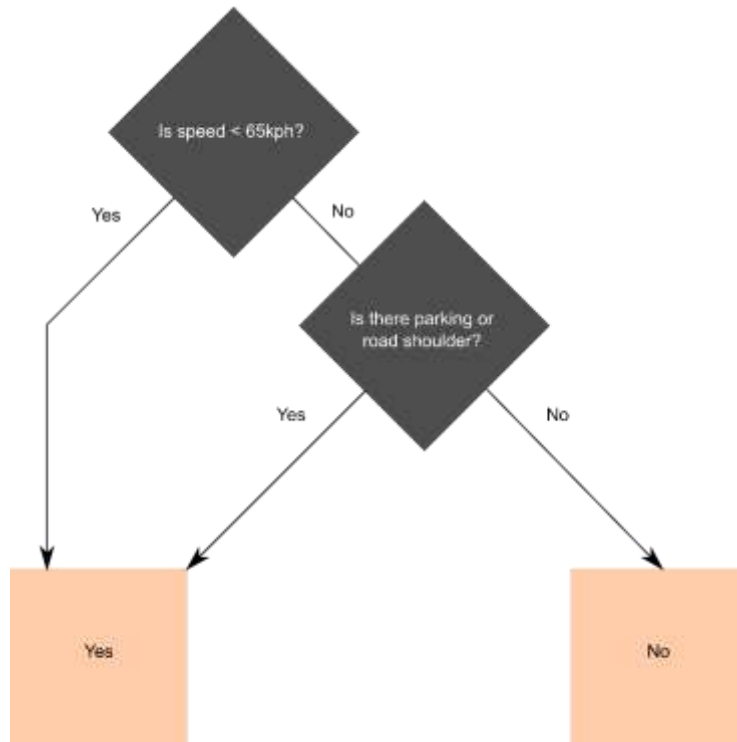 Is speed < 65kph?
Yes
No
Is there parking or
road shoulder?
Yes
No
Yes
No